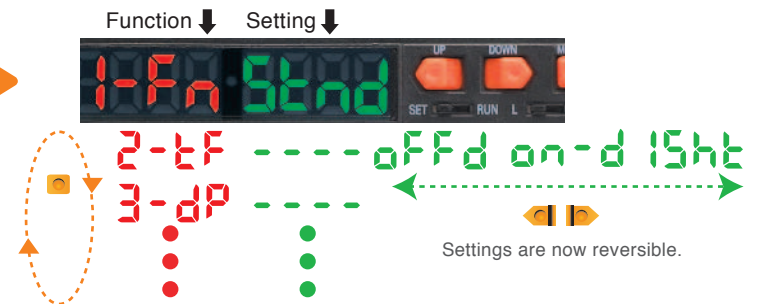 Function Setting
UP DOWN M
1-Fn Stnd
SET RUN L
2-tF ---- oFFd on-d 1Sht
3-dP ----
Settings are now reversible.